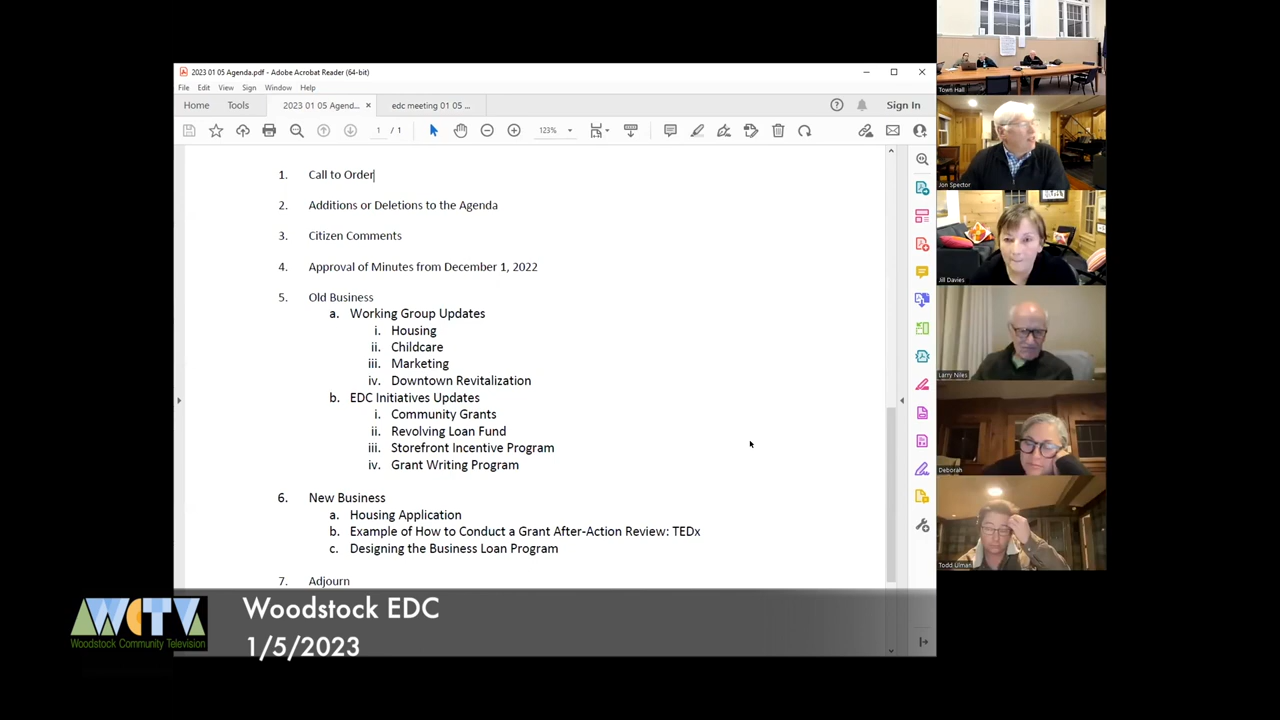 2023 01 05 Agenda.pdf - Adobe Acrobat Reader (64-bit)
File Edit View Sign Window Help
Home Tools 2023 01 05 Agend... × edc meeting 01 05 ... Sign In
1 / 1 123%
1. Call to Order
2. Additions or Deletions to the Agenda
3. Citizen Comments
4. Approval of Minutes from December 1, 2022
5. Old Business
a. Working Group Updates
i. Housing
ii. Childcare
iii. Marketing
iv. Downtown Revitalization
b. EDC Initiatives Updates
i. Community Grants
ii. Revolving Loan Fund
iii. Storefront Incentive Program
iv. Grant Writing Program
6. New Business
a. Housing Application
b. Example of How to Conduct a Grant After-Action Review: TEDx
c. Designing the Business Loan Program
7. Adjourn
WCTV
Woodstock Community Television
Woodstock EDC
1/5/2023
Town Hall
Jon Spector
Jill Davies
Larry Niles
Deborah
Todd Ulman